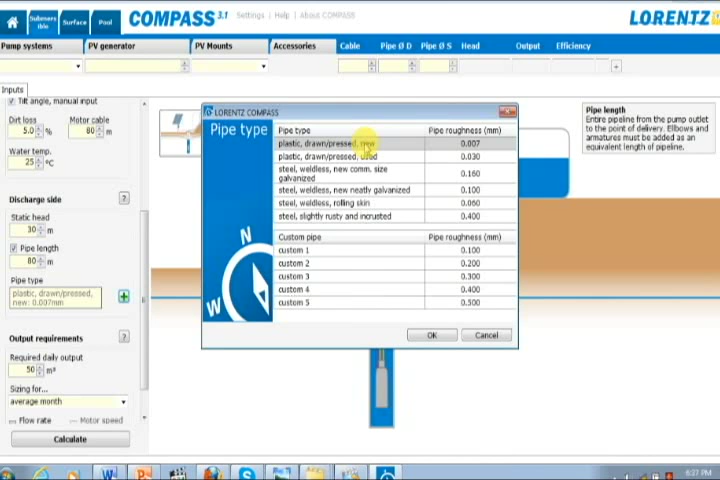 Submers
ible
Surface
Pool
COMPASS 3.1
Settings | Help | About COMPASS
LORENTZ
Pump systems
PV generator
PV Mounts
Accessories
Cable
Pipe Ø D
Pipe Ø S
Head
Output
Efficiency
Inputs
Tilt angle, manual input
Dirt loss
Motor cable
5.0 %
80 m
Water temp.
25 °C
Discharge side ?
Static head
30 m
Pipe length
80 m
Pipe type
plastic, drawn/pressed,
new: 0.007mm
Output requirements ?
Required daily output
50 m³
Sizing for...
average month
Flow rate
Motor speed
Calculate
LORENTZ COMPASS
Pipe type
N
W
Pipe type Pipe roughness (mm)
plastic, drawn/pressed, new 0.007
plastic, drawn/pressed, used 0.030
steel, weldless, new comm. size
galvanized 0.160
steel, weldless, new neatly galvanized 0.100
steel, weldless, rolling skin 0.060
steel, slightly rusty and incrusted 0.400
Custom pipe Pipe roughness (mm)
custom 1 0.100
custom 2 0.200
custom 3 0.300
custom 4 0.400
custom 5 0.500
OK
Cancel
Pipe length
Entire pipeline from the pump outlet
to the point of delivery. Elbows and
armatures must be added as an
equivalent length of pipeline.
6:27 PM